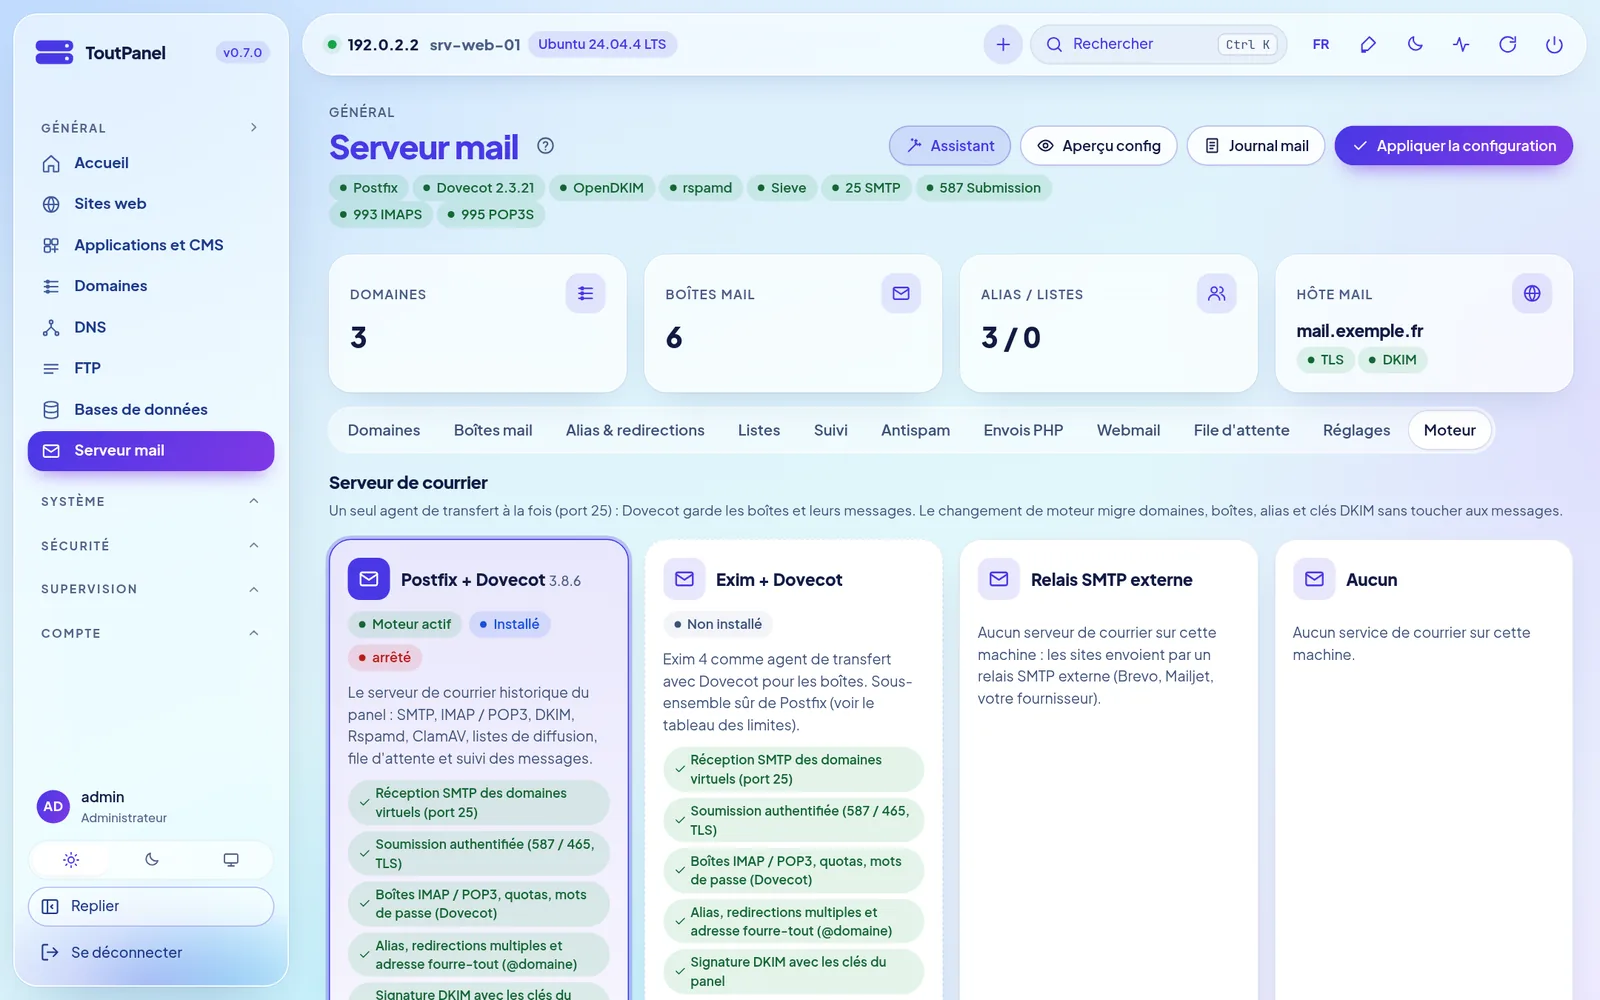 ToutPanel
v0.7.0
GÉNÉRAL
Accueil
Sites web
Applications et CMS
Domaines
DNS
FTP
Bases de données
Serveur mail
SYSTÈME
SÉCURITÉ
SUPERVISION
COMPTE
AD
admin
Administrateur
Replier
Se déconnecter
192.0.2.2 srv-web-01 Ubuntu 24.04.4 LTS
Rechercher Ctrl K
FR
GÉNÉRAL
Serveur mail
Assistant
Aperçu config
Journal mail
Appliquer la configuration
Postfix
Dovecot 2.3.21
OpenDKIM
rspamd
Sieve
25 SMTP
587 Submission
993 IMAPS
995 POP3S
DOMAINES
3
BOÎTES MAIL
6
ALIAS / LISTES
3 / 0
HÔTE MAIL
mail.exemple.fr
TLS
DKIM
Domaines
Boîtes mail
Alias & redirections
Listes
Suivi
Antispam
Envois PHP
Webmail
File d'attente
Réglages
Moteur
Serveur de courrier
Un seul agent de transfert à la fois (port 25) : Dovecot garde les boîtes et leurs messages. Le changement de moteur migre domaines, boîtes, alias et clés DKIM sans toucher aux messages.
Postfix + Dovecot 3.8.6
Moteur actif
Installé
arrêté
Le serveur de courrier historique du
panel : SMTP, IMAP / POP3, DKIM,
Rspamd, ClamAV, listes de diffusion,
file d'attente et suivi des messages.
Réception SMTP des domaines
virtuels (port 25)
Soumission authentifiée (587 / 465,
TLS)
Boîtes IMAP / POP3, quotas, mots
de passe (Dovecot)
Alias, redirections multiples et
adresse fourre-tout (@domaine)
Signature DKIM avec les clés du
Exim + Dovecot
Non installé
Exim 4 comme agent de transfert
avec Dovecot pour les boîtes. Sous-
ensemble sûr de Postfix (voir le
tableau des limites).
Réception SMTP des domaines
virtuels (port 25)
Soumission authentifiée (587 / 465,
TLS)
Boîtes IMAP / POP3, quotas, mots
de passe (Dovecot)
Alias, redirections multiples et
adresse fourre-tout (@domaine)
Signature DKIM avec les clés du
panel
Relais SMTP externe
Aucun serveur de courrier sur cette
machine : les sites envoient par un
relais SMTP externe (Brevo, Mailjet,
votre fournisseur).
Aucun
Aucun service de courrier sur cette
machine.